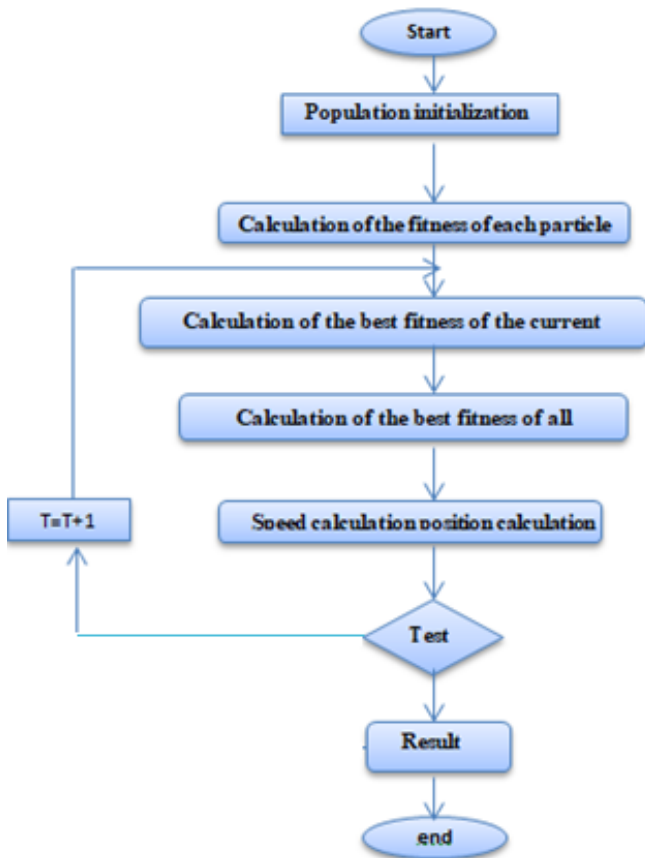 Start
Population initialization
Calculation of the fitness of each particle
Calculation of the best fitness of the current
Calculation of the best fitness of all
Speed calculation position calculation
T=T+1
Test
Result
end